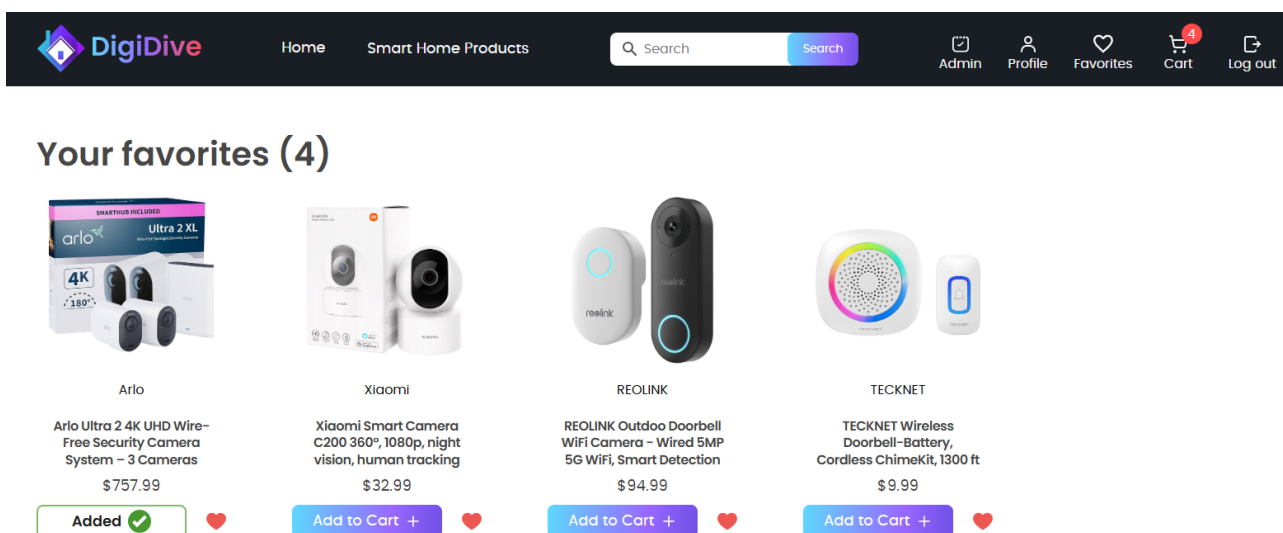 DigiDive
Home
Smart Home Products
Search
Search
Admin
Profile
Favorites
4
Cart
Log out
Your favorites (4)
SMARTHUB INCLUDED
arlo
Ultra 2 XL
4K
180°
reolink
reolink
TECKNET
Arlo
Xiaomi
REOLINK
TECKNET
Arlo Ultra 2 4K UHD Wire-
Free Security Camera
System – 3 Cameras
Xiaomi Smart Camera
C200 360°, 1080p, night
vision, human tracking
REOLINK Outdoo Doorbell
WiFi Camera - Wired 5MP
5G WiFi, Smart Detection
TECKNET Wireless
Doorbell-Battery,
Cordless ChimeKit, 1300 ft
$757.99
$32.99
$94.99
$9.99
Added
Add to Cart +
Add to Cart +
Add to Cart +